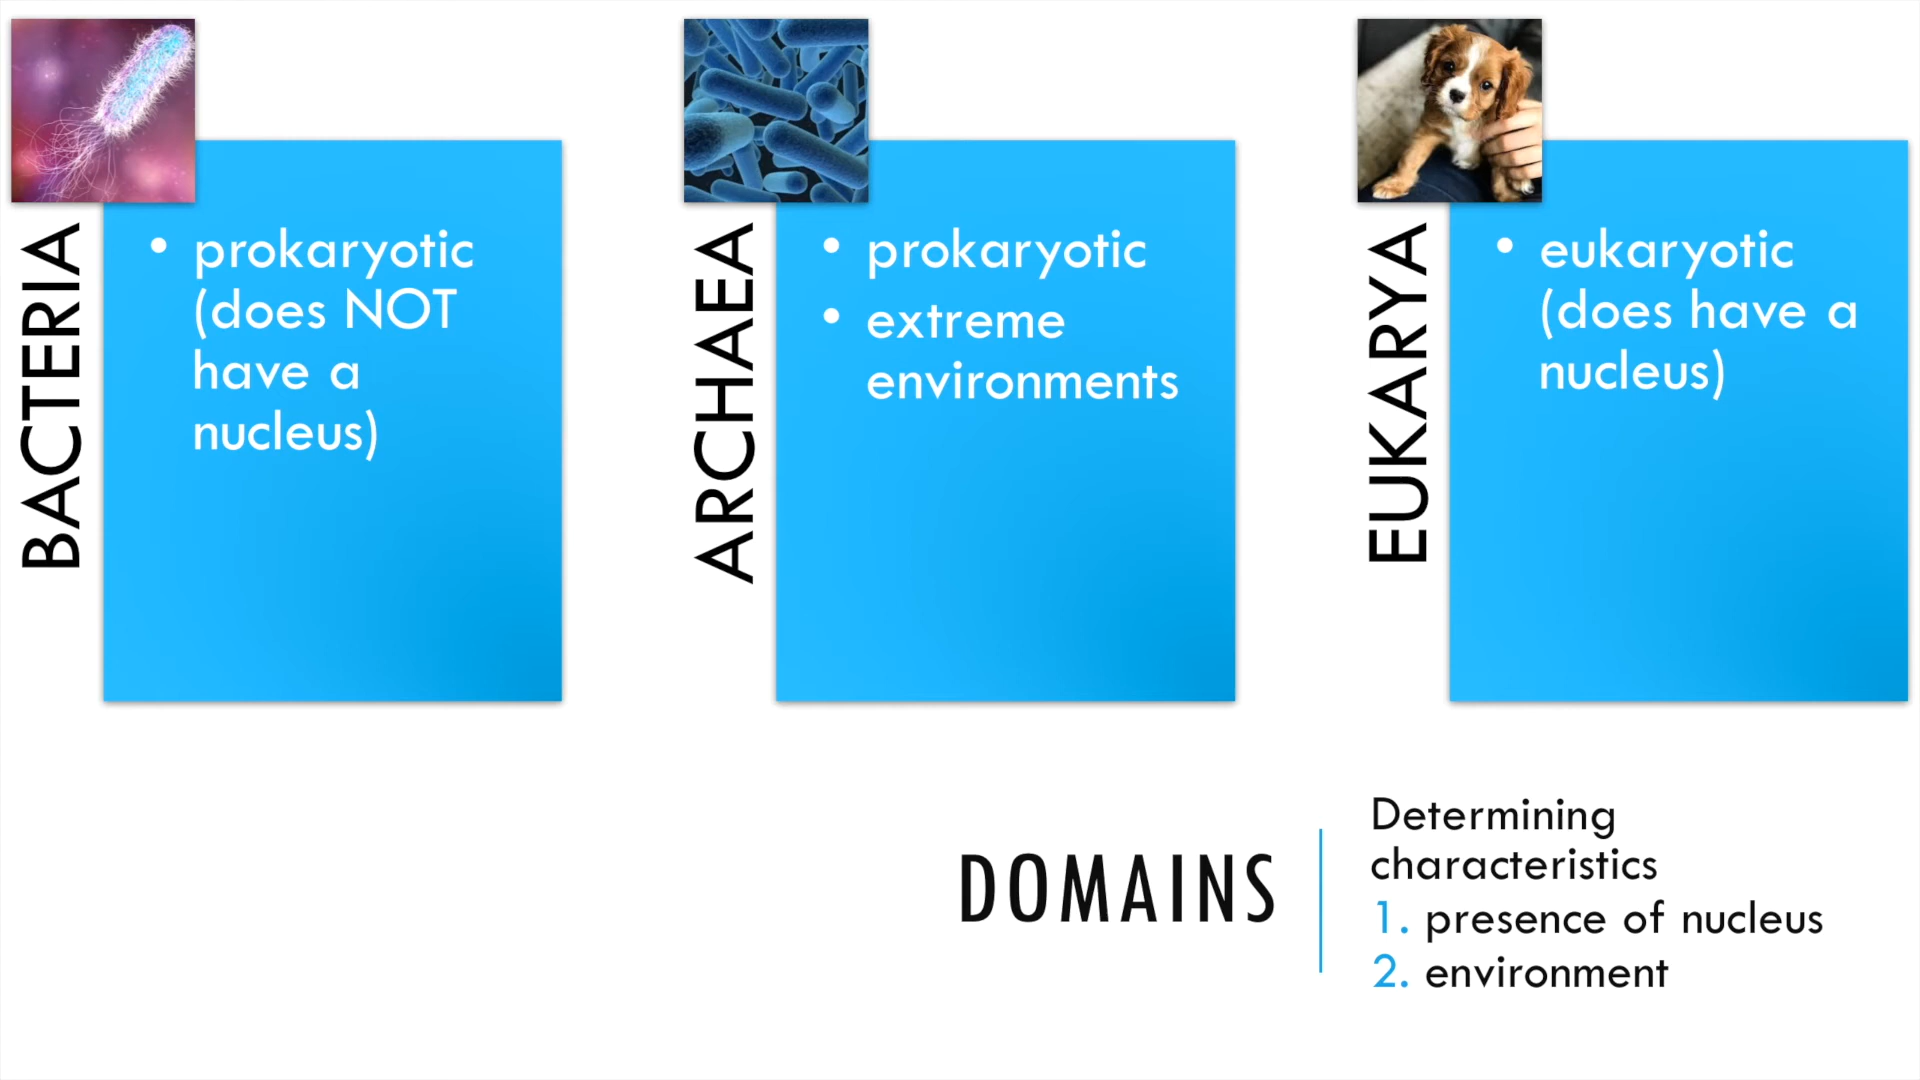 BACTERIA
• prokaryotic
(does NOT
have a
nucleus)
ARCHAEA
• prokaryotic
• extreme
environments
EUKARYA
• eukaryotic
(does have a
nucleus)
DOMAINS
Determining
characteristics
1. presence of nucleus
2. environment